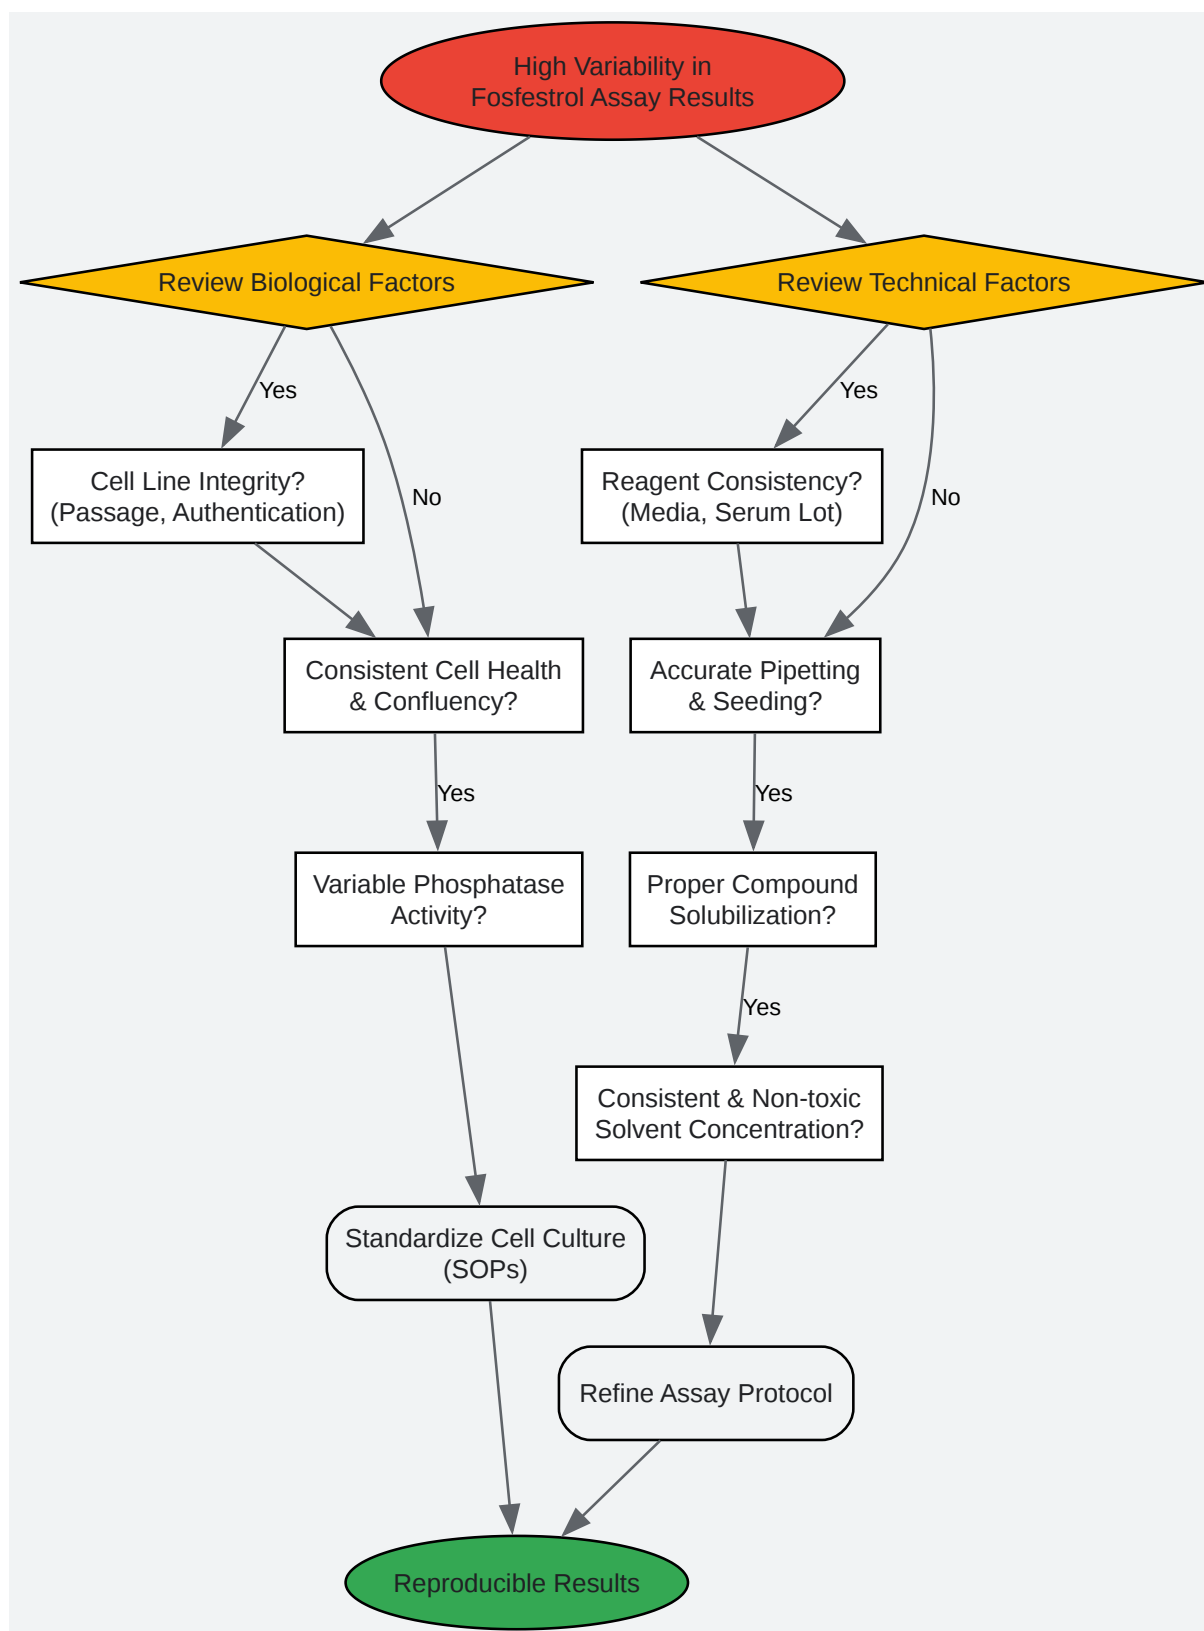 High Variability in
Fosfestrol Assay Results
Review Biological Factors
Review Technical Factors
Yes
Yes
Cell Line Integrity?
(Passage, Authentication)
No
Reagent Consistency?
(Media, Serum Lot)
No
Consistent Cell Health
& Confluency?
Accurate Pipetting
& Seeding?
Yes
Yes
Variable Phosphatase
Activity?
Proper Compound
Solubilization?
Yes
Consistent & Non-toxic
Solvent Concentration?
Standardize Cell Culture
(SOPs)
Refine Assay Protocol
Reproducible Results